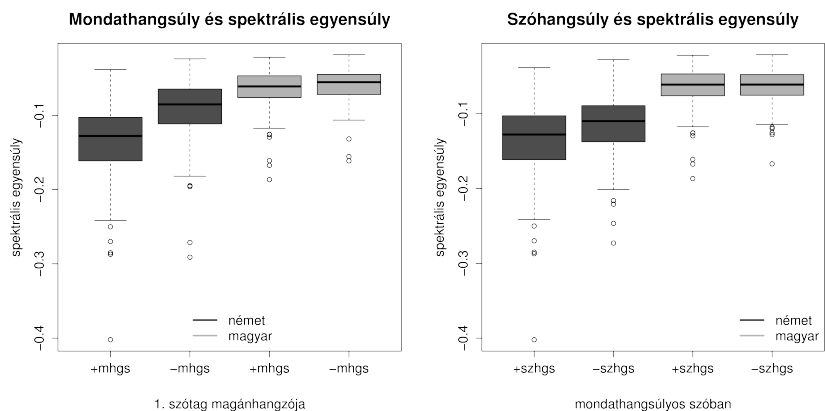 Mondathangsúly és spektrális egyensúly
spektrális egyensúly
−0.1
−0.2
−0.3
−0.4
német
magyar
+mhgs −mhgs +mhgs −mhgs
1. szótag magánhangzója
Szóhangsúly és spektrális egyensúly
spektrális egyensúly
−0.1
−0.2
−0.3
−0.4
német
magyar
+szhgs −szhgs +szhgs −szhgs
mondathangsúlyos szóban